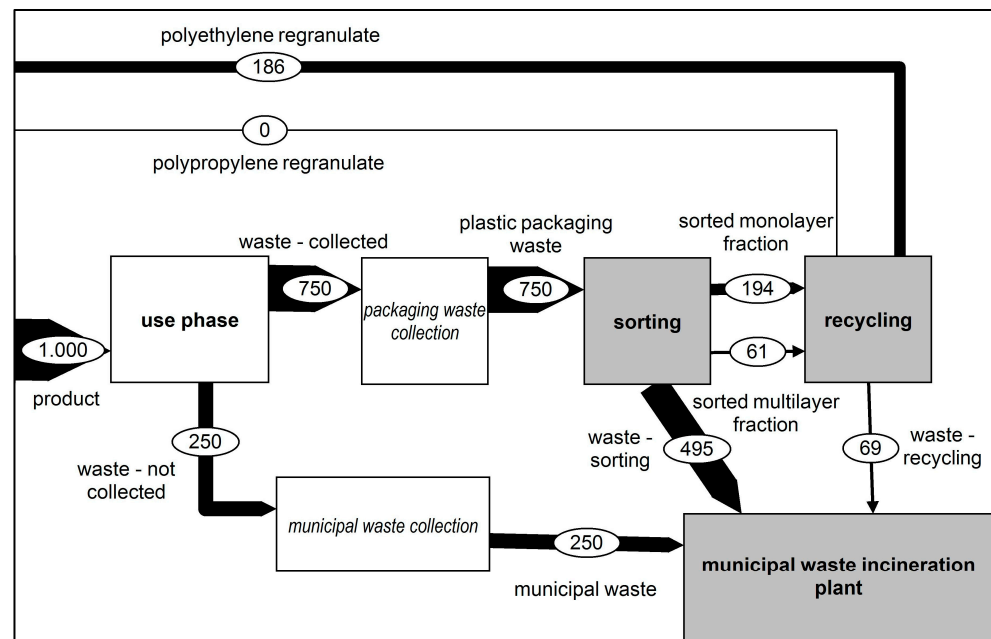 polyethylene regranulate
186
0
polypropylene regranulate
plastic packaging
waste
sorted monolayer
fraction
waste - collected
750
750
194
use phase
packaging waste
collection
sorting
recycling
1.000
61
product
sorted multilayer
fraction
250
waste -
sorting
495
69
waste -
recycling
waste - not
collected
municipal waste collection
250
municipal waste
municipal waste incineration
plant